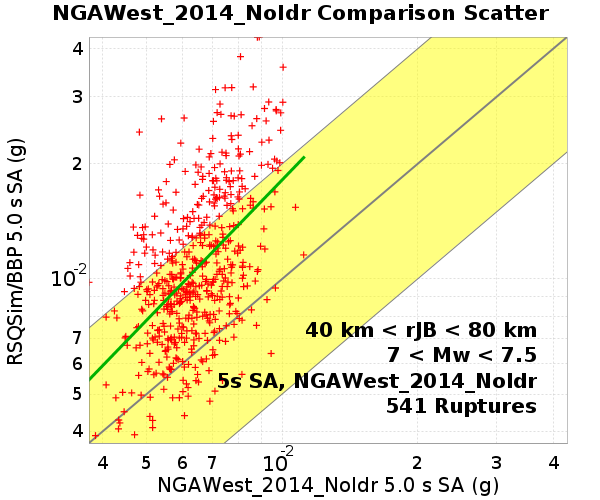 NGAWest_2014_NoIdr Comparison Scatter
RSQSim/BBP 5.0 s SA (g)
4
3
2
10-2
7
6
5
4
40 km < rJB < 80 km
7 < Mw < 7.5
5s SA, NGAWest_2014_NoIdr
541 Ruptures
4 5 6 7 10-2 2 3 4
NGAWest_2014_NoIdr 5.0 s SA (g)